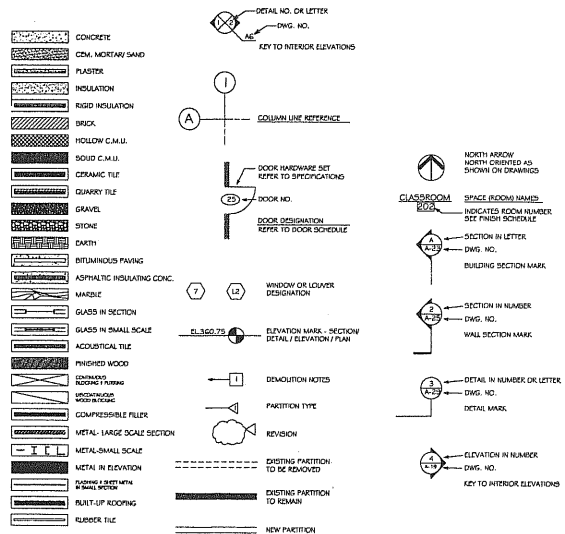 CONCRETE
CEM. MORTAR/ SAND
PLASTER
INSULATION
RIGID INSULATION
BRICK
HOLLOW C.M.U.
SOLID C.M.U.
CERAMIC TILE
QUARRY TILE
GRAVEL
STONE
EARTH
BITUMINOUS PAVING
ASPHALTIC INSULATING CONC.
MARBLE
GLASS IN SECTION
GLASS IN SMALL SCALE
ACOUSTICAL TILE
FINISHED WOOD
CONTINUOUS
BLOCKING & FURRING
DISCONTINUOUS
WOOD BLOCKING
COMPRESSIBLE FILLER
METAL- LARGE SCALE SECTION
METAL-SMALL SCALE
METAL IN ELEVATION
FLASHING & SHEET METAL
IN SMALL SECTION
BUILT-UP ROOFING
RUBBER TILE
1 2
DETAIL NO. OR LETTER
DWG. NO.
A6
KEY TO INTERIOR ELEVATIONS
1
A
COLUMN LINE REFERENCE
DOOR HARDWARE SET
REFER TO SPECIFICATIONS
25
DOOR NO.
DOOR DESIGNATION
REFER TO DOOR SCHEDULE
7
L2
WINDOW OR LOUVER
DESIGNATION
EL.360.75
ELEVATION MARK - SECTION/
DETAIL / ELEVATION / PLAN
1
DEMOLITION NOTES
PARTITION TYPE
REVISION
EXISTING PARTITION
TO BE REMOVED
EXISTING PARTITION
TO REMAIN
NEW PARTITION
NORTH ARROW
NORTH ORIENTED AS
SHOWN ON DRAWINGS
CLASSROOM
202
SPACE (ROOM) NAMES
INDICATES ROOM NUMBER
SEE FINISH SCHEDULE
A
SECTION IN LETTER
DWG. NO.
BUILDING SECTION MARK
2
A-25
SECTION IN NUMBER
DWG. NO.
WALL SECTION MARK
3
DETAIL IN NUMBER OR LETTER
DWG. NO.
DETAIL MARK
4
ELEVATION IN NUMBER
DWG. NO.
KEY TO INTERIOR ELEVATIONS